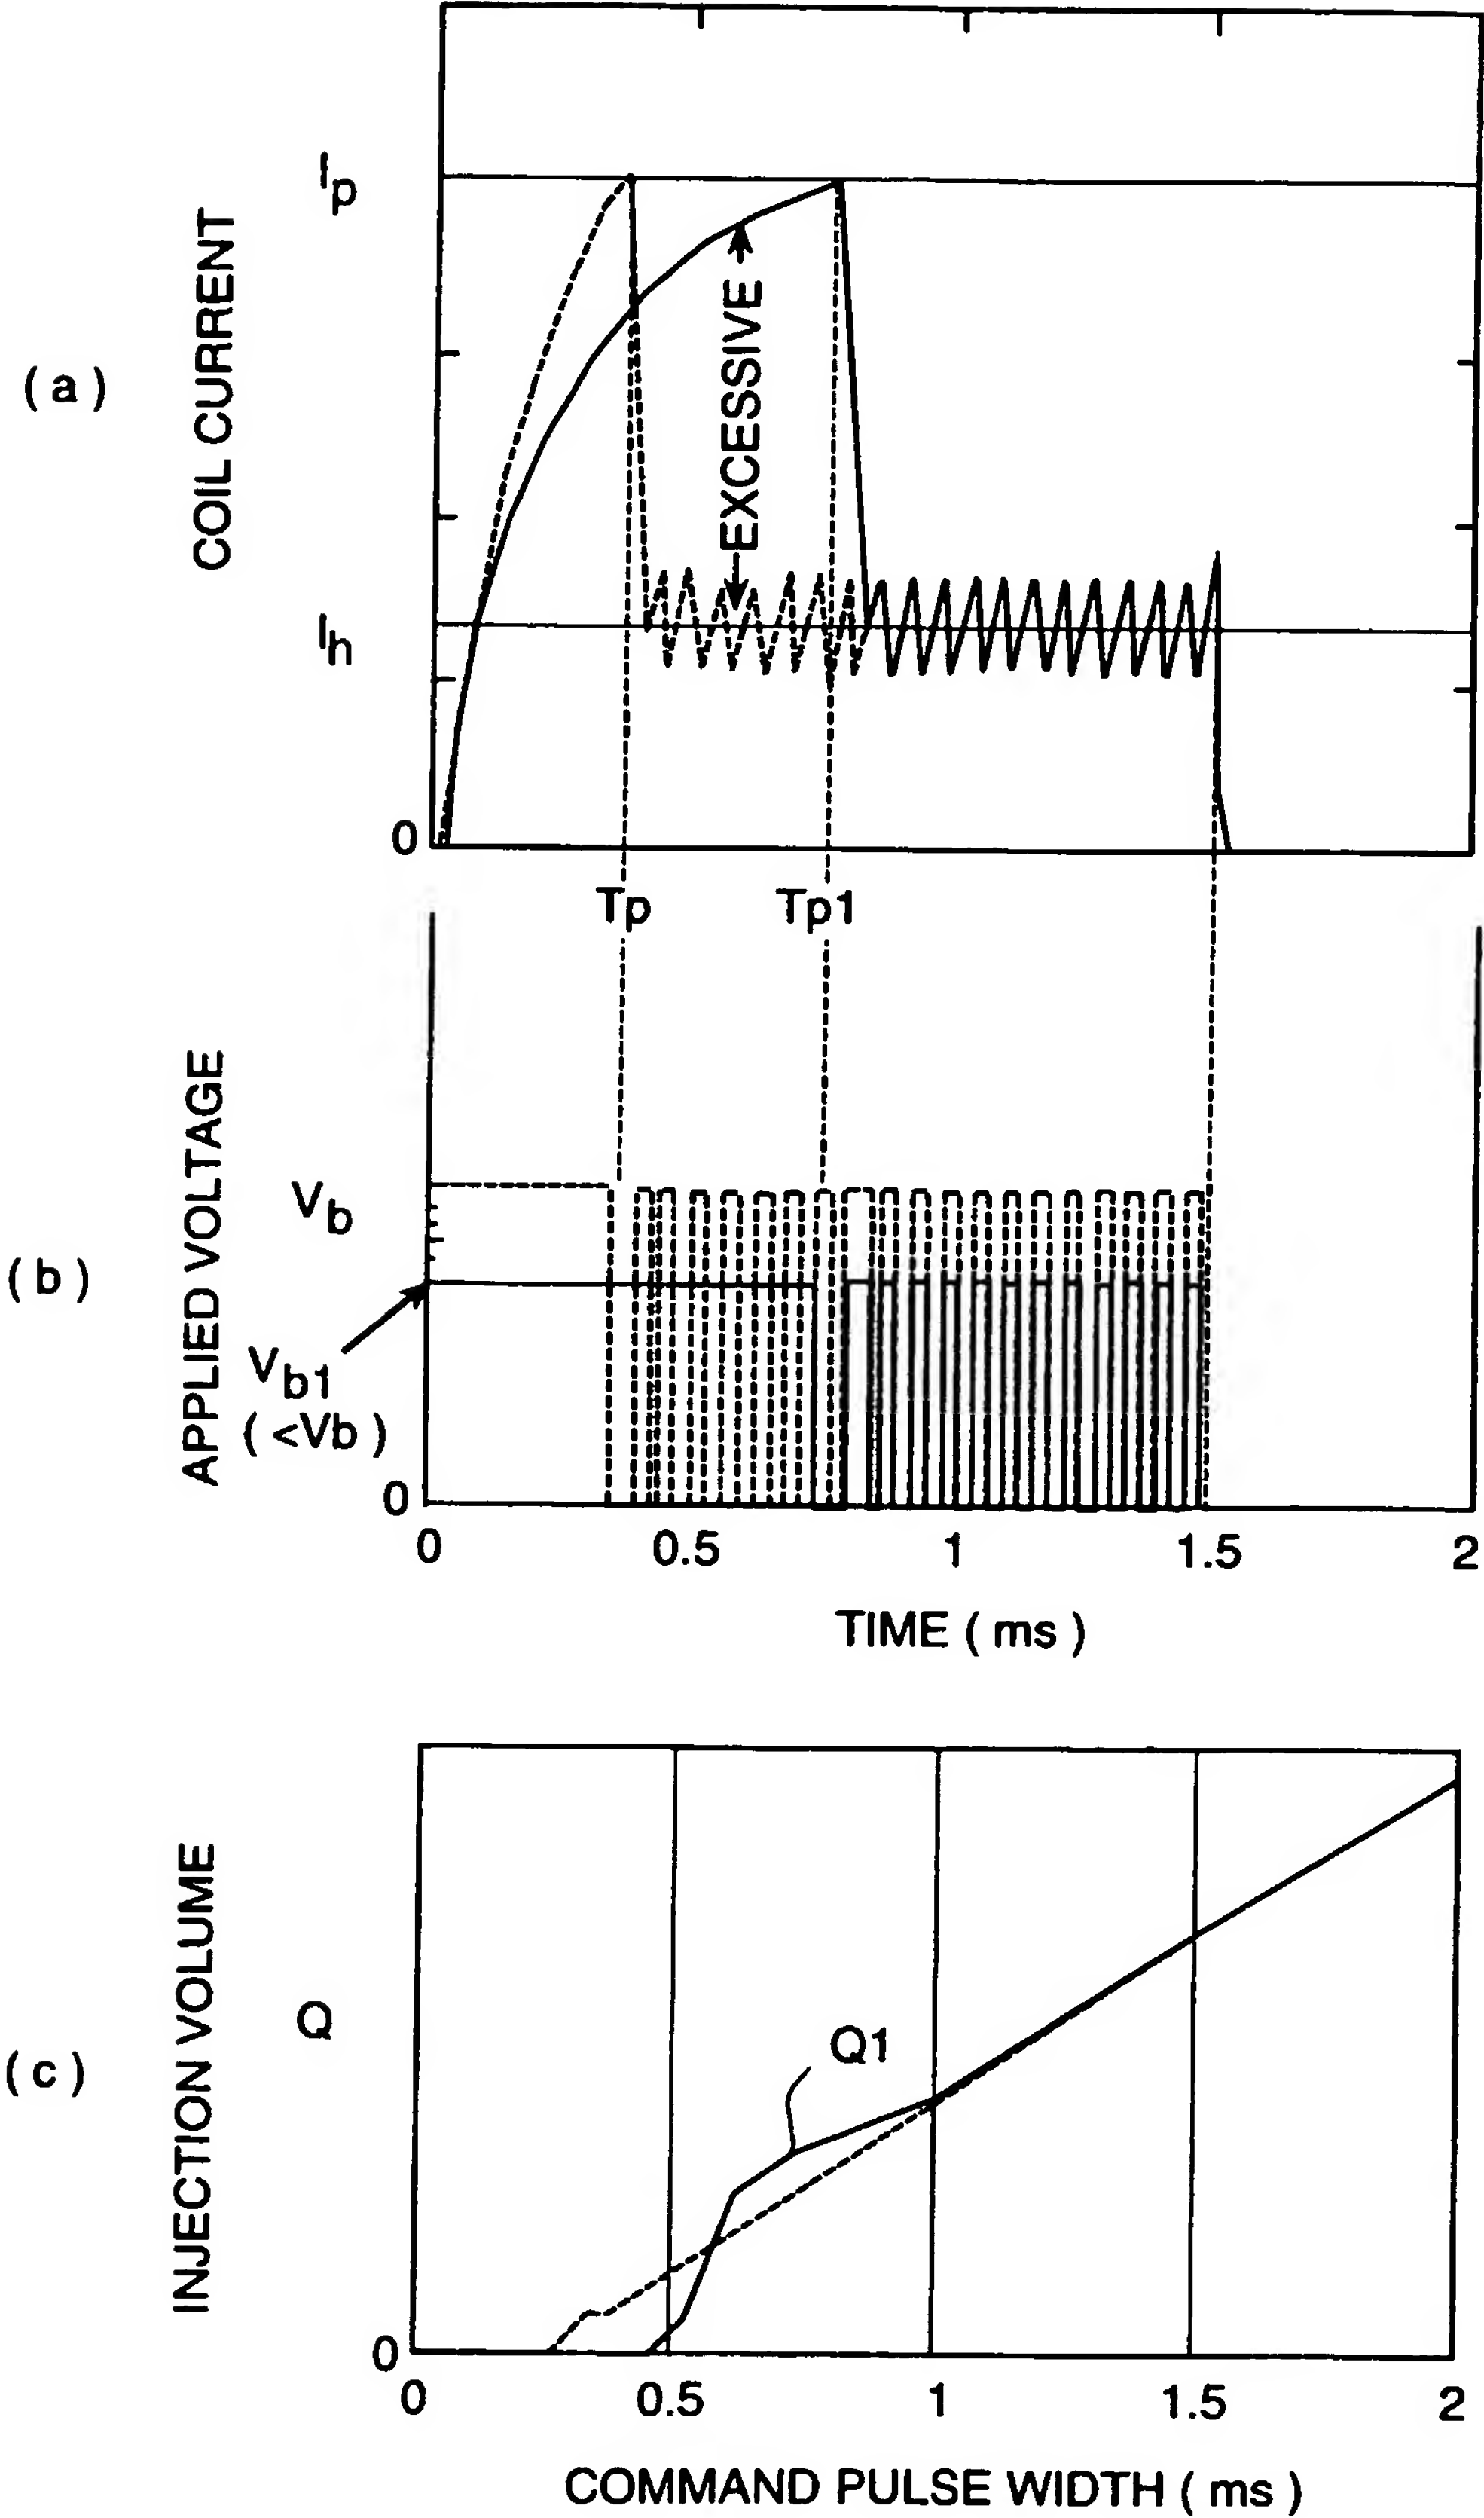 (a)
COIL CURRENT
Ip
EXCESSIVE
Ih
0
Tp
Tp1
(b)
APPLIED VOLTAGE
Vb
Vb1
(<Vb)
0
0
0.5
1
1.5
2
TIME (ms)
(c)
INJECTION VOLUME
Q
Q1
0
0
0.5
1
1.5
2
COMMAND PULSE WIDTH (ms)